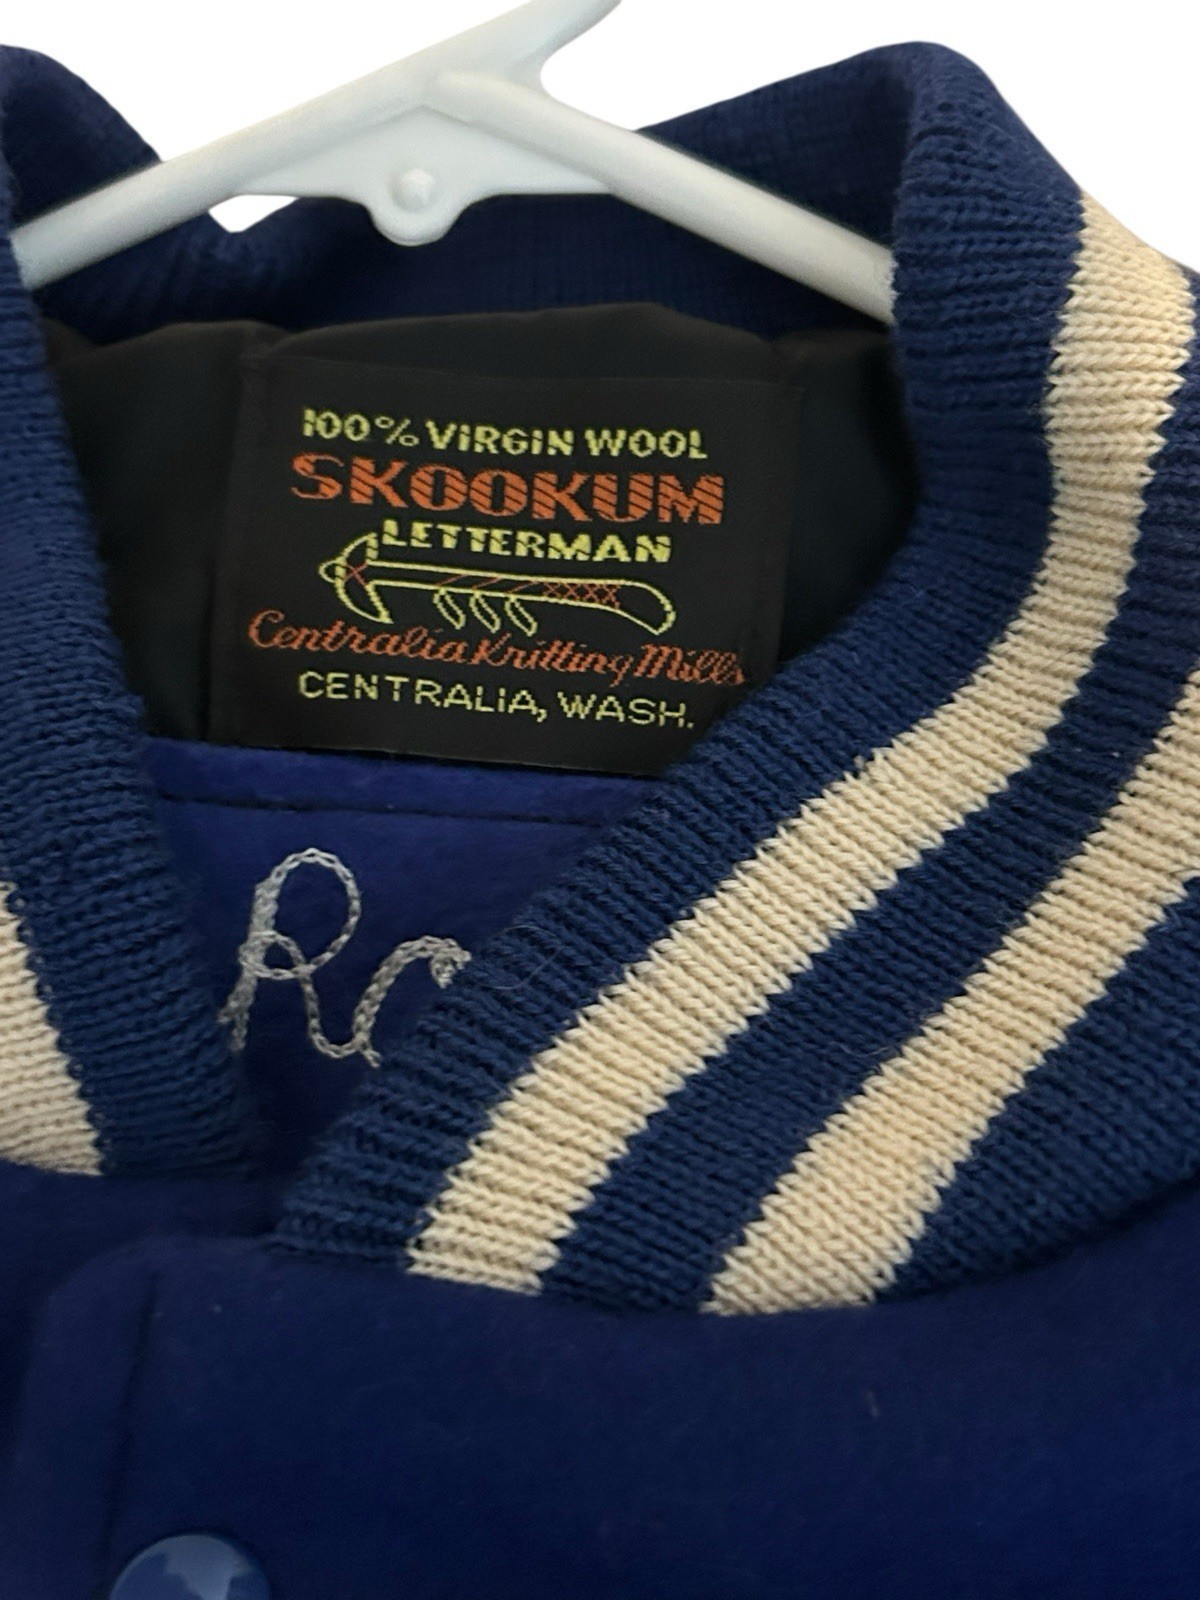 100% VIRGIN WOOL
SKOOKUM
LETTERMAN
Centralia Knitting Mills
CENTRALIA, WASH.